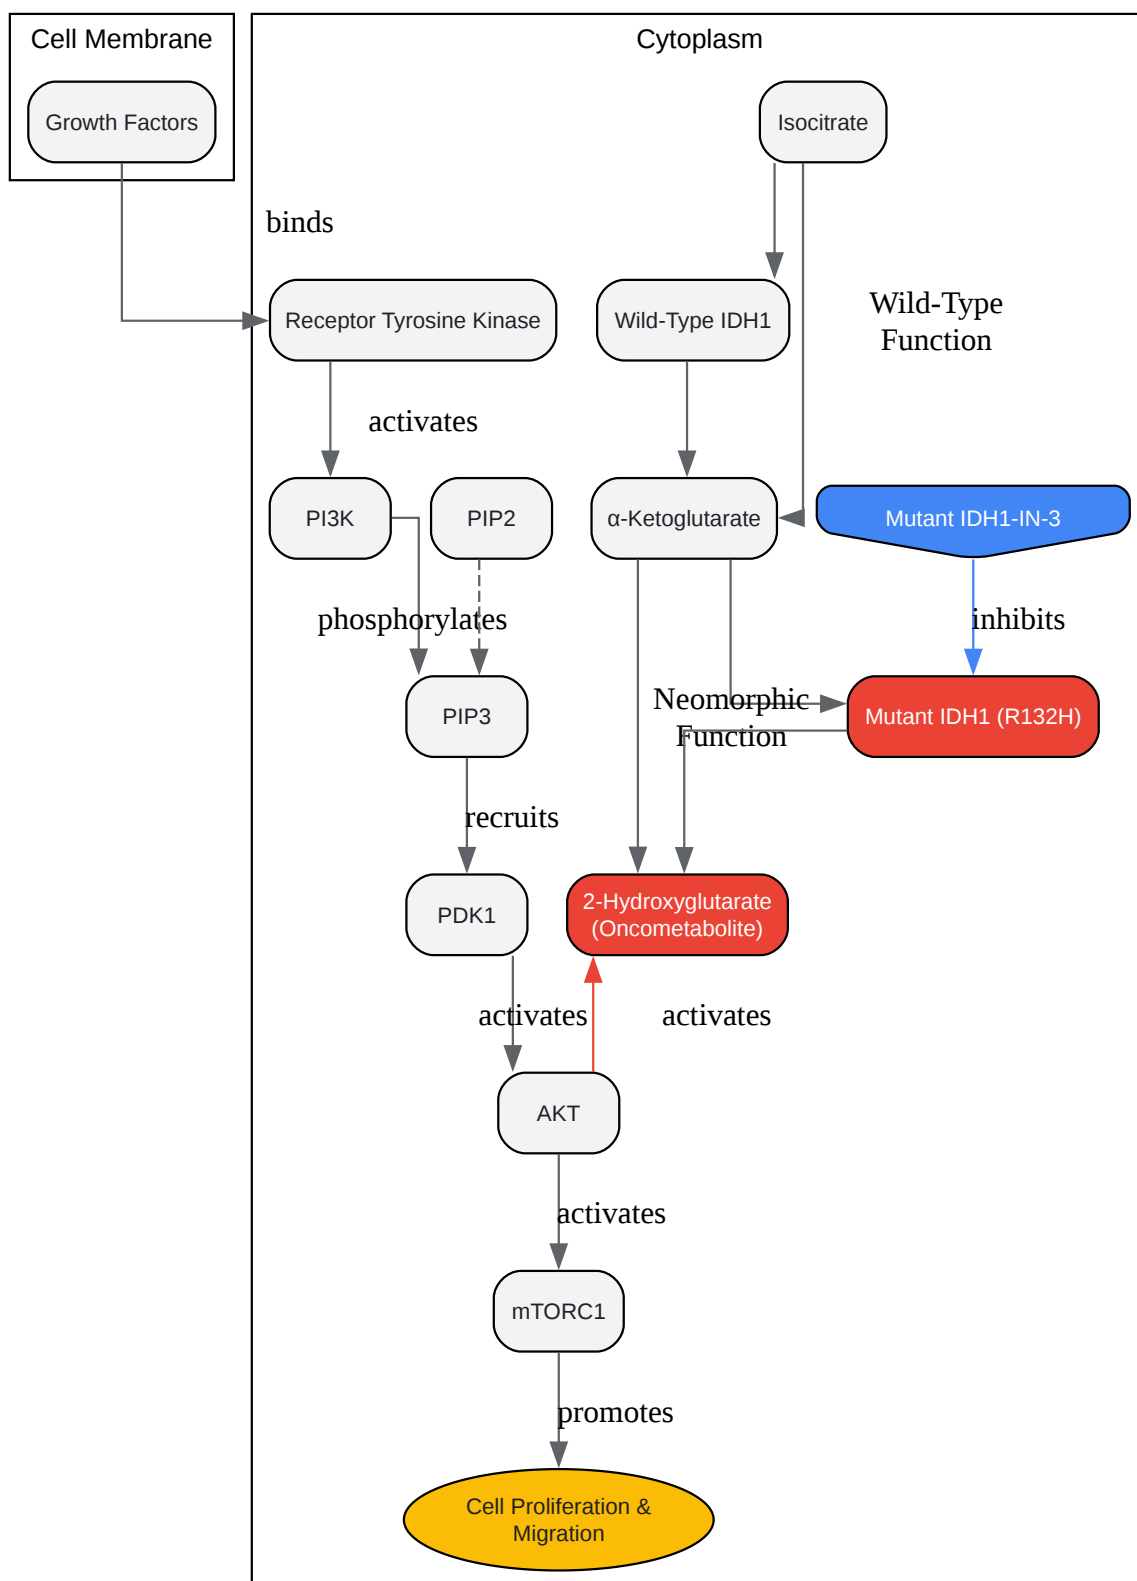 Cell Membrane
Cytoplasm
Growth Factors
Isocitrate
binds
Receptor Tyrosine Kinase
Wild-Type IDH1
Wild-Type
Function
activates
PI3K
PIP2
α-Ketoglutarate
Mutant IDH1-IN-3
phosphorylates
inhibits
PIP3
Neomorphic
Function
Mutant IDH1 (R132H)
recruits
PDK1
2-Hydroxyglutarate
(Oncometabolite)
activates
activates
AKT
activates
mTORC1
promotes
Cell Proliferation &
Migration